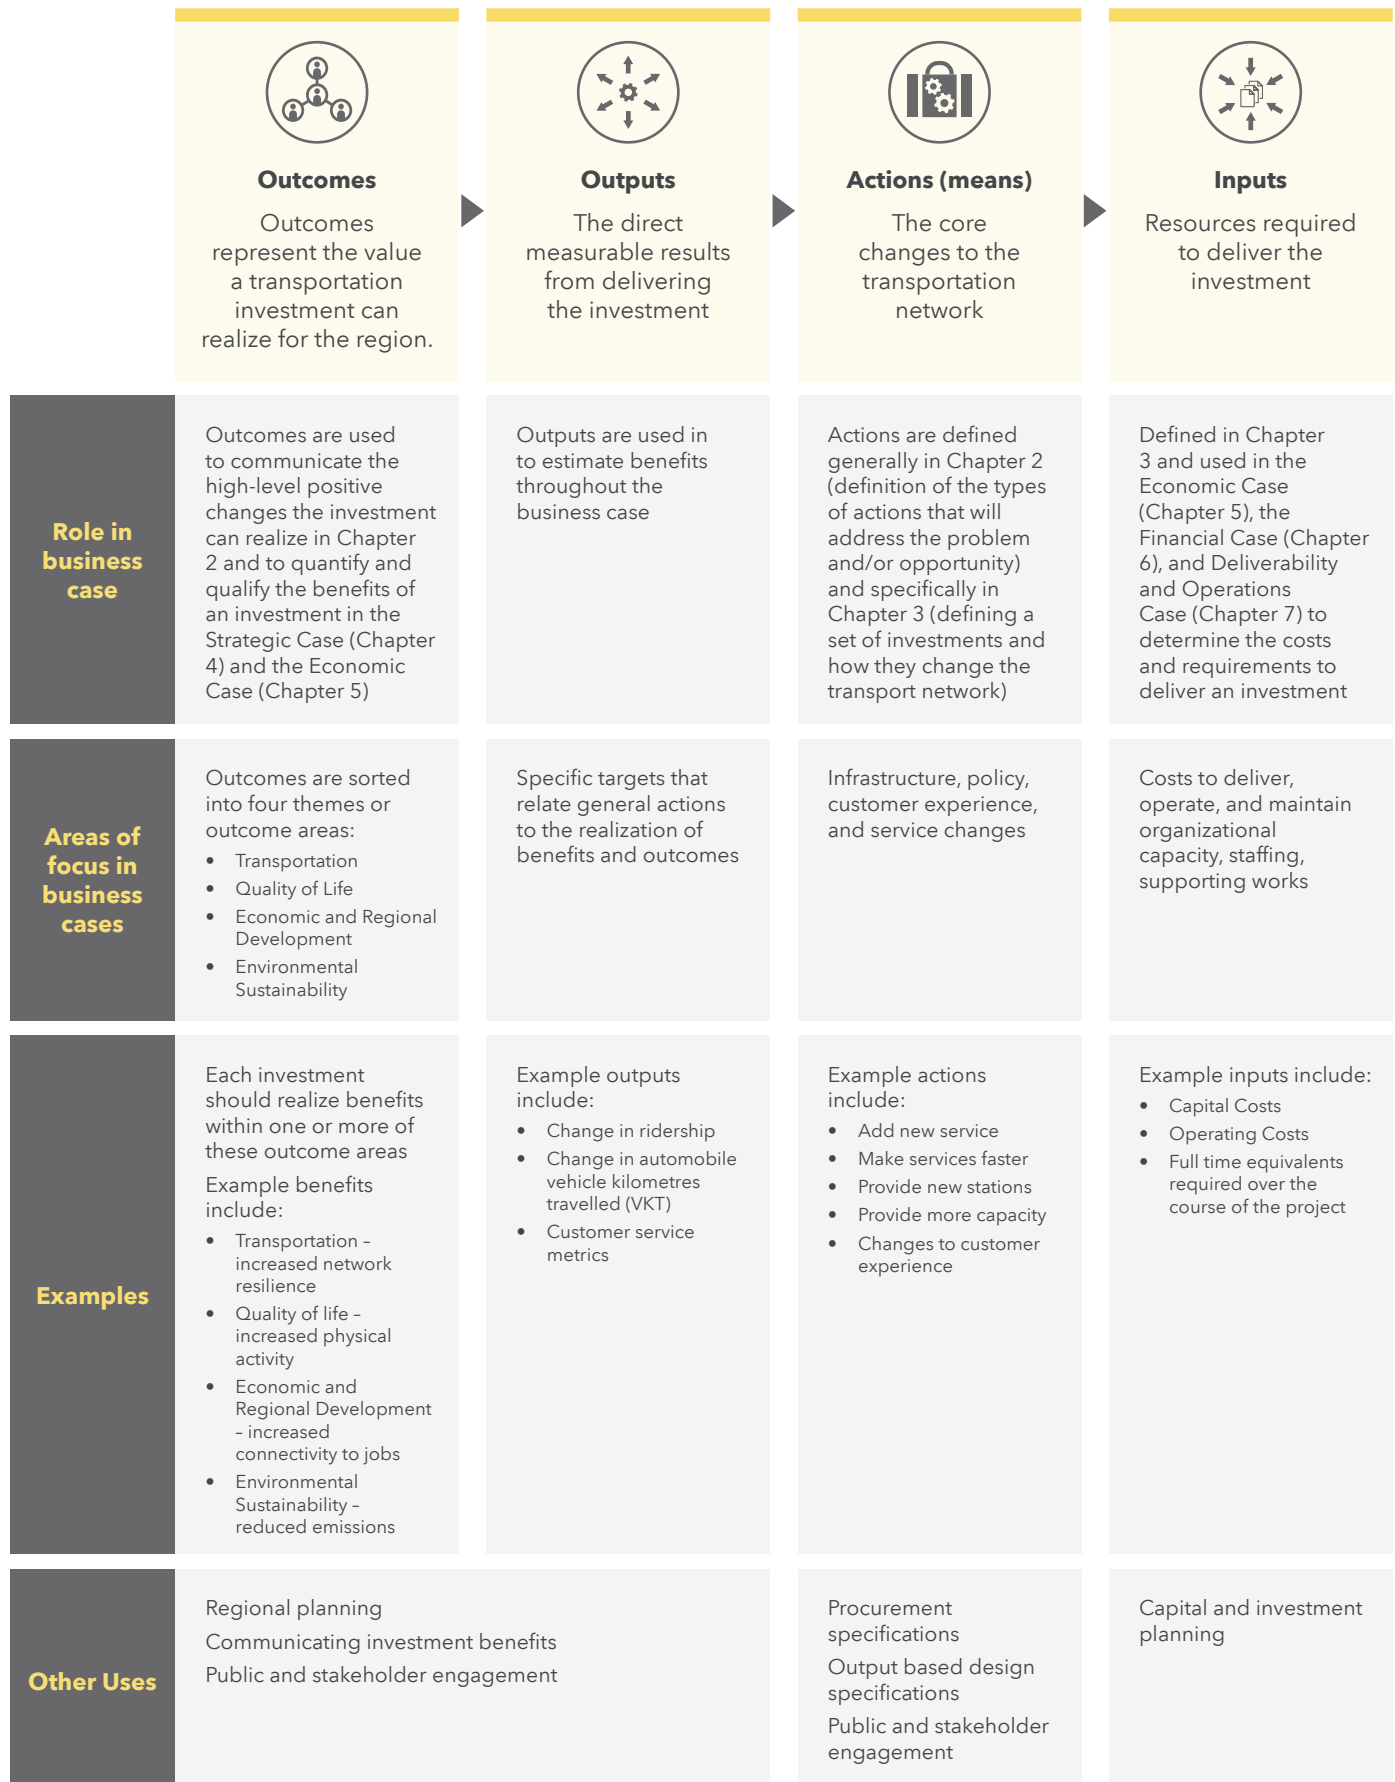 Outcomes
Outcomes
represent the value
a transportation
investment can
realize for the region.
Outputs
The direct
measurable results
from delivering
the investment
Actions (means)
The core
changes to the
transportation
network
Inputs
Resources required
to deliver the
investment
Role in
business
case
Outcomes are used
to communicate the
high-level positive
changes the investment
can realize in Chapter
2 and to quantify and
qualify the benefits of
an investment in the
Strategic Case (Chapter
4) and the Economic
Case (Chapter 5)
Outputs are used in
to estimate benefits
throughout the
business case
Actions are defined
generally in Chapter 2
(definition of the types
of actions that will
address the problem
and/or opportunity)
and specifically in
Chapter 3 (defining a
set of investments and
how they change the
transport network)
Defined in Chapter
3 and used in the
Economic Case
(Chapter 5), the
Financial Case (Chapter
6), and Deliverability
and Operations
Case (Chapter 7) to
determine the costs
and requirements to
deliver an investment
Areas of
focus in
business
cases
Outcomes are sorted
into four themes or
outcome areas:
• Transportation
• Quality of Life
• Economic and Regional
Development
• Environmental
Sustainability
Specific targets that
relate general actions
to the realization of
benefits and outcomes
Infrastructure, policy,
customer experience,
and service changes
Costs to deliver,
operate, and maintain
organizational
capacity, staffing,
supporting works
Examples
Each investment
should realize benefits
within one or more of
these outcome areas
Example benefits
include:
• Transportation –
increased network
resilience
• Quality of life –
increased physical
activity
• Economic and
Regional Development
– increased
connectivity to jobs
• Environmental
Sustainability –
reduced emissions
Example outputs
include:
• Change in ridership
• Change in automobile
vehicle kilometres
travelled (VKT)
• Customer service
metrics
Example actions
include:
• Add new service
• Make services faster
• Provide new stations
• Provide more capacity
• Changes to customer
experience
Example inputs include:
• Capital Costs
• Operating Costs
• Full time equivalents
required over the
course of the project
Other Uses
Regional planning
Communicating investment benefits
Public and stakeholder engagement
Procurement
specifications
Output based design
specifications
Public and stakeholder
engagement
Capital and investment
planning